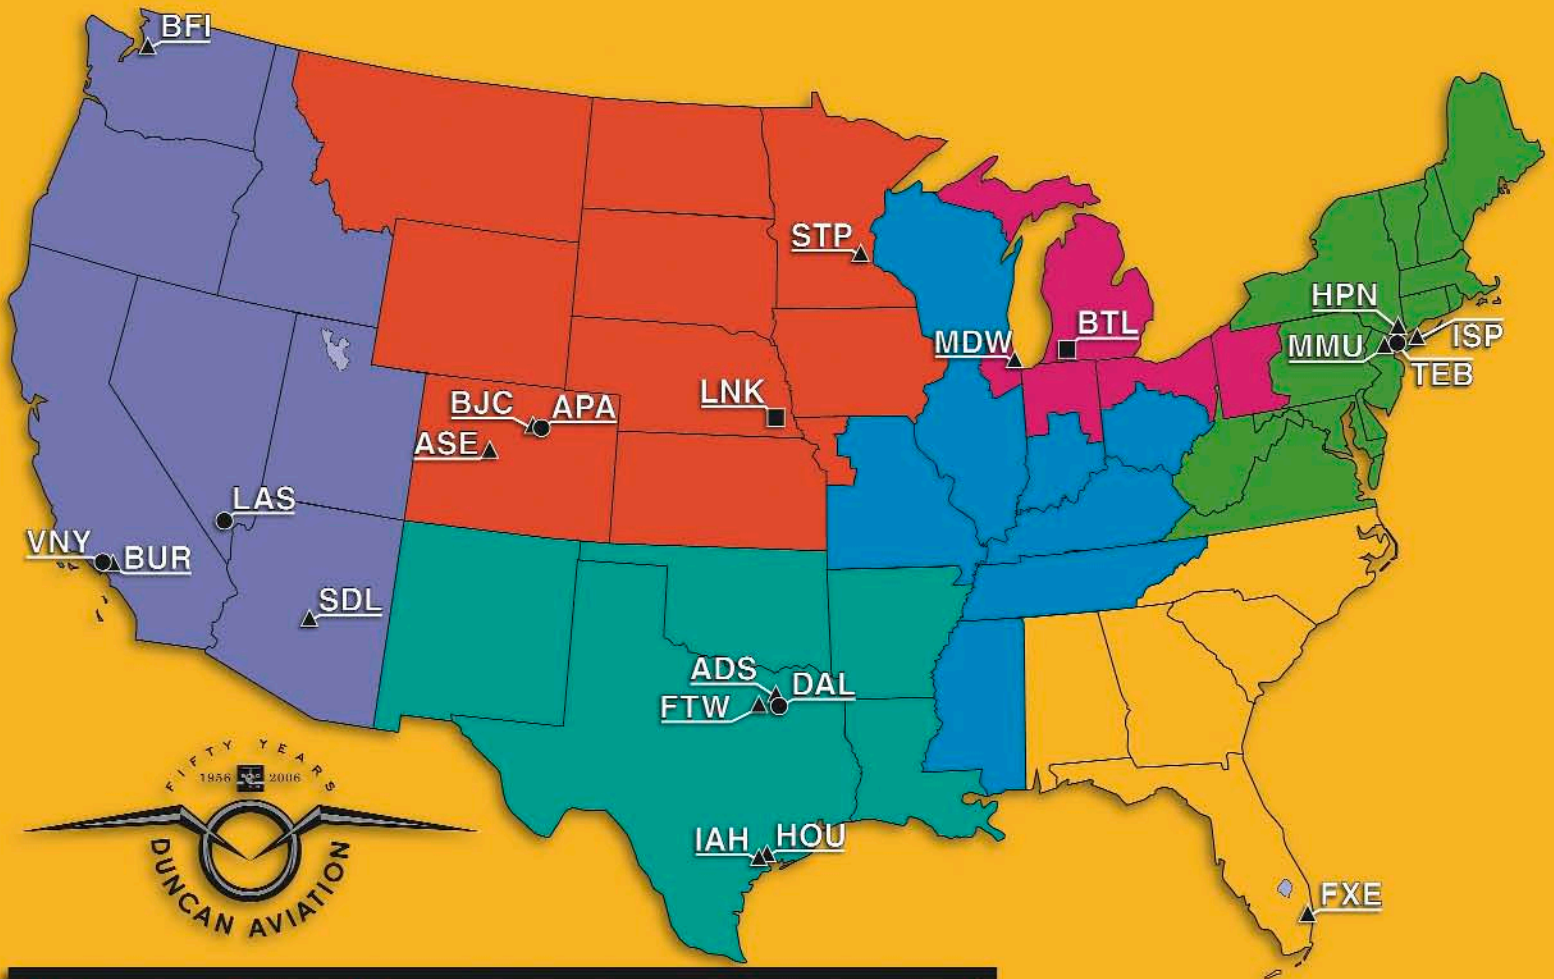 BFI
STP
HPN
BTL
MDW
ISP
MMU
TEB
LNK
BJC
APA
ASE
LAS
VNY
BUR
SDL
ADS
DAL
FTW
FIFTY YEARS
1956
2006
IAH
HOU
DUNCAN AVIATION
FXE